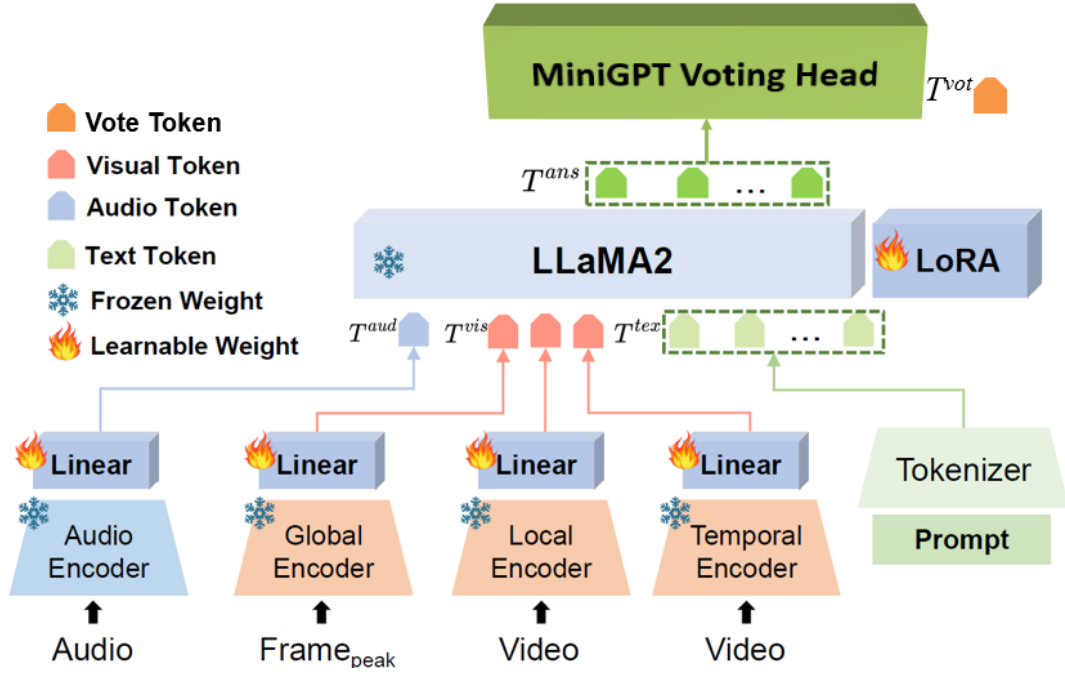 MiniGPT Voting Head
T^vot
Vote Token
Visual Token
Audio Token
Text Token
Frozen Weight
Learnable Weight
T^ans
...
LLaMA2
LoRA
T^aud
T^vis
T^tex
...
Linear
Linear
Linear
Linear
Audio
Encoder
Global
Encoder
Local
Encoder
Temporal
Encoder
Tokenizer
Prompt
Audio
Frame_peak
Video
Video